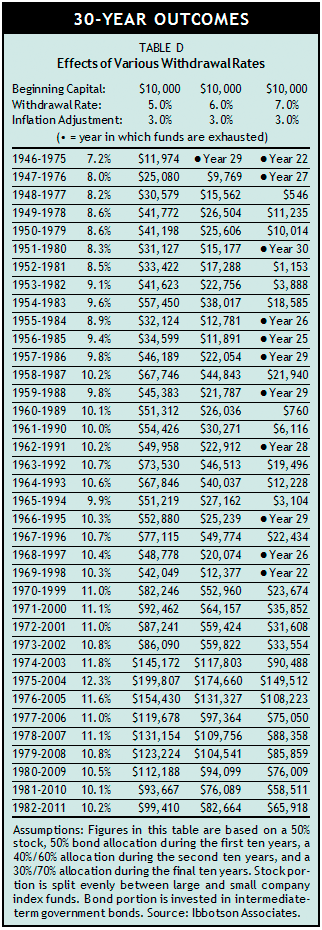 30-YEAR OUTCOMES
TABLE D
Effects of Various Withdrawal Rates
Beginning Capital: $10,000 $10,000 $10,000
Withdrawal Rate: 5.0% 6.0% 7.0%
Inflation Adjustment: 3.0% 3.0% 3.0%
(• = year in which funds are exhausted)
1946-1975 7.2% $11,974 ● Year 29 ● Year 22
1947-1976 8.0% $25,080 $9,769 ● Year 27
1948-1977 8.2% $30,579 $15,562 $546
1949-1978 8.6% $41,772 $26,504 $11,235
1950-1979 8.6% $41,198 $25,606 $10,014
1951-1980 8.3% $31,127 $15,177 ● Year 30
1952-1981 8.5% $33,422 $17,288 $1,153
1953-1982 9.1% $41,623 $22,756 $3,888
1954-1983 9.6% $57,450 $38,017 $18,585
1955-1984 8.9% $32,124 $12,781 ● Year 26
1956-1985 9.4% $34,599 $11,891 ● Year 25
1957-1986 9.8% $46,189 $22,054 ● Year 29
1958-1987 10.2% $67,746 $44,843 $21,940
1959-1988 9.8% $45,383 $21,787 ● Year 29
1960-1989 10.1% $51,312 $26,036 $760
1961-1990 10.0% $54,426 $30,271 $6,116
1962-1991 10.2% $49,958 $22,912 ● Year 28
1963-1992 10.7% $73,530 $46,513 $19,496
1964-1993 10.6% $67,846 $40,037 $12,228
1965-1994 9.9% $51,219 $27,162 $3,104
1966-1995 10.3% $52,880 $25,239 ● Year 29
1967-1996 10.7% $77,115 $49,774 $22,434
1968-1997 10.4% $48,778 $20,074 ● Year 26
1969-1998 10.3% $42,049 $12,377 ● Year 22
1970-1999 11.0% $82,246 $52,960 $23,674
1971-2000 11.1% $92,462 $64,157 $35,852
1972-2001 11.0% $87,241 $59,424 $31,608
1973-2002 10.8% $86,090 $59,822 $33,554
1974-2003 11.8% $145,172 $117,803 $90,488
1975-2004 12.3% $199,807 $174,660 $149,512
1976-2005 11.6% $154,430 $131,327 $108,223
1977-2006 11.0% $119,678 $97,364 $75,050
1978-2007 11.1% $131,154 $109,756 $88,358
1979-2008 10.8% $123,224 $104,541 $85,859
1980-2009 10.5% $112,188 $94,099 $76,009
1981-2010 10.1% $93,667 $76,089 $58,511
1982-2011 10.2% $99,410 $82,664 $65,918
Assumptions: Figures in this table are based on a 50%
stock, 50% bond allocation during the first ten years, a
40%/60% allocation during the second ten years, and a
30%/70% allocation during the final ten years. Stock por-
tion is split evenly between large and small company
index funds. Bond portion is invested in intermediate-
term government bonds. Source: Ibbotson Associates.